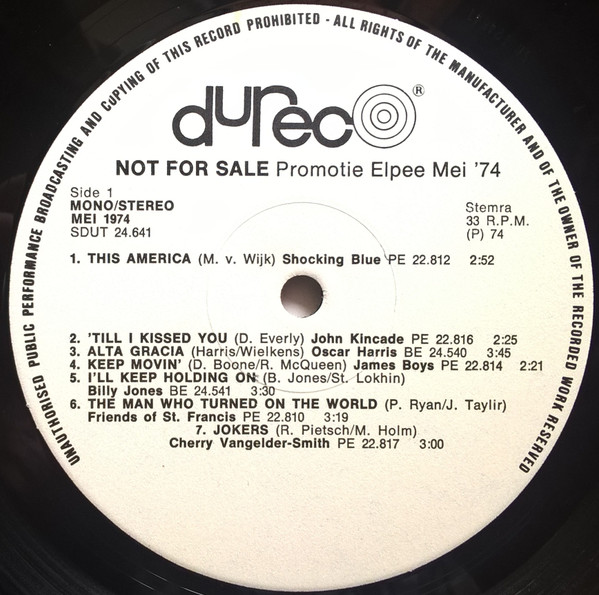 UNAUTHORISED PUBLIC PERFORMANCE BROADCASTING AND COPYING OF THIS RECORD PROHIBITED - ALL RIGHTS OF THE MANUFACTURER AND OF THE OWNER OF THE RECORDED WORK RESERVED
dureco ®
NOT FOR SALE Promotie Elpee Mei '74
Side 1
MONO/STEREO
MEI 1974
SDUT 24.641
Stemra
33 R.P.M.
(P) 74
1. THIS AMERICA (M. v. Wijk) Shocking Blue PE 22.812 2:52
2. 'TILL I KISSED YOU (D. Everly) John Kincade PE 22.816 2:25
3. ALTA GRACIA (Harris/Wielkens) Oscar Harris BE 24.540 3:45
4. KEEP MOVIN' (D. Boone/R. McQueen) James Boys PE 22.814 2:21
5. I'LL KEEP HOLDING ON (B. Jones/St. Lokhin)
Billy Jones BE 24.541 3:30
6. THE MAN WHO TURNED ON THE WORLD (P. Ryan/J. Taylir)
Friends of St. Francis PE 22.810 3:19
7. JOKERS (R. Pietsch/M. Holm)
Cherry Vangelder-Smith PE 22.817 3:00